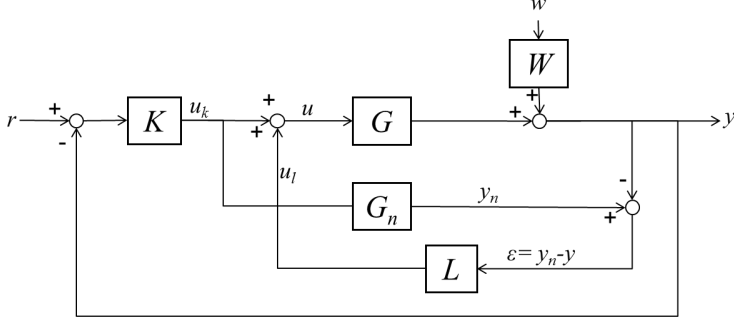 w
W
+
+
r
+
-
K
u_k
+
+
u
G
+
y
u_l
-
G_n
y_n
+
L
ε= y_n-y